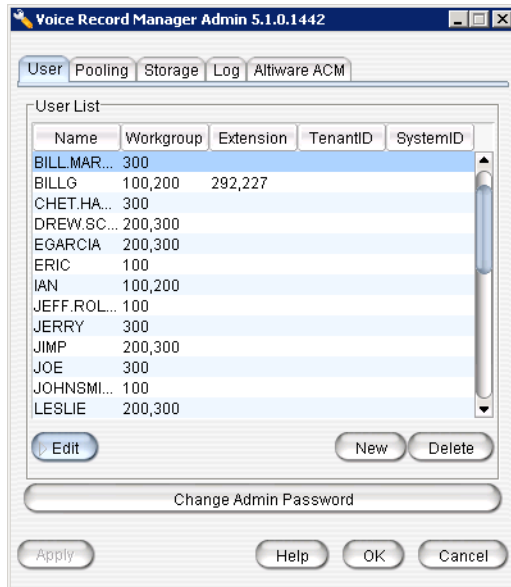 Voice Record Manager Admin 5.1.0.1442
User Pooling Storage Log Altiware ACM
User List
Name Workgroup Extension TenantID SystemID
BILL.MAR... 300
BILLG 100,200 292,227
CHET.HA... 300
DREW.SC... 200,300
EGARCIA 200,300
ERIC 100
IAN 100,200
JEFF.ROL... 100
JERRY 300
JIMP 200,300
JOE 300
JOHNSMI... 100
LESLIE 200,300
Edit New Delete
Change Admin Password
Apply Help OK Cancel